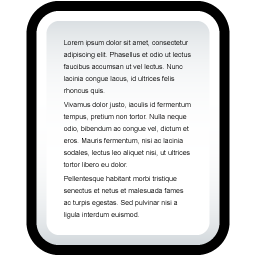 Lorem ipsum dolor sit amet, consectetur
adipiscing elit. Phasellus et odio ut lectus
faucibus accumsan ut vel lectus. Nunc
lacinia congue lacus, id ultrices felis
rhoncus quis.
Vivamus dolor justo, iaculis id fermentum
tempus, pretium non tortor. Nulla neque
odio, bibendum ac congue vel, dictum et
eros. Mauris fermentum, nisi ac lacinia
sodales, lectus leo aliquet nisi, ut ultrices
tortor libero eu dolor.
Pellentesque habitant morbi tristique
senectus et netus et malesuada fames
ac turpis egestas. Sed pulvinar nisi a
ligula interdum euismod.